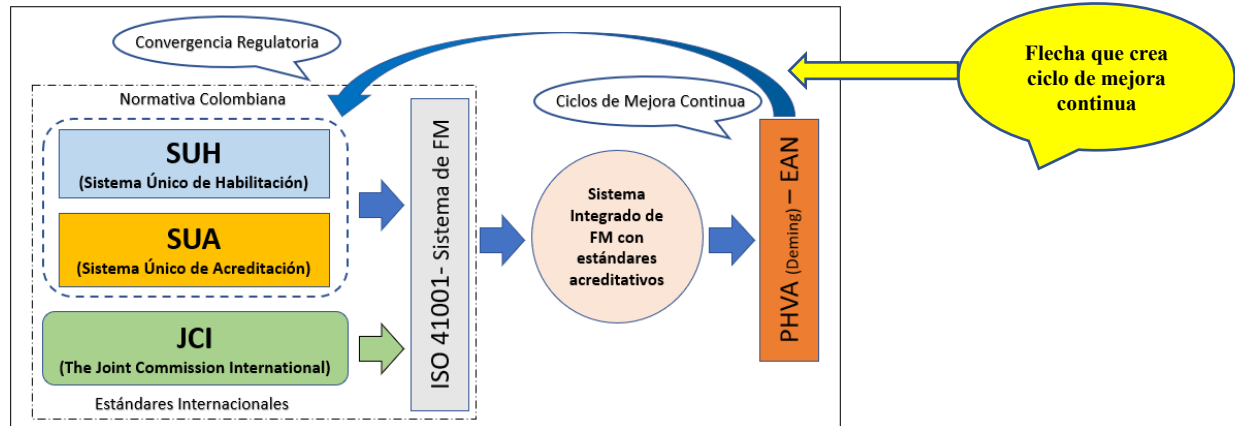 Convergencia Regulatoria
Normativa Colombiana
SUH
(Sistema Único de Habilitación)
SUA
(Sistema Único de Acreditación)
JCI
(The Joint Commission International)
Estándares Internacionales
ISO 41001- Sistema de FM
Ciclos de Mejora Continua
Sistema
Integrado de
FM con
estándares
acreditativos
PHVA (Deming) – EAN
Flecha que crea
ciclo de mejora
continua